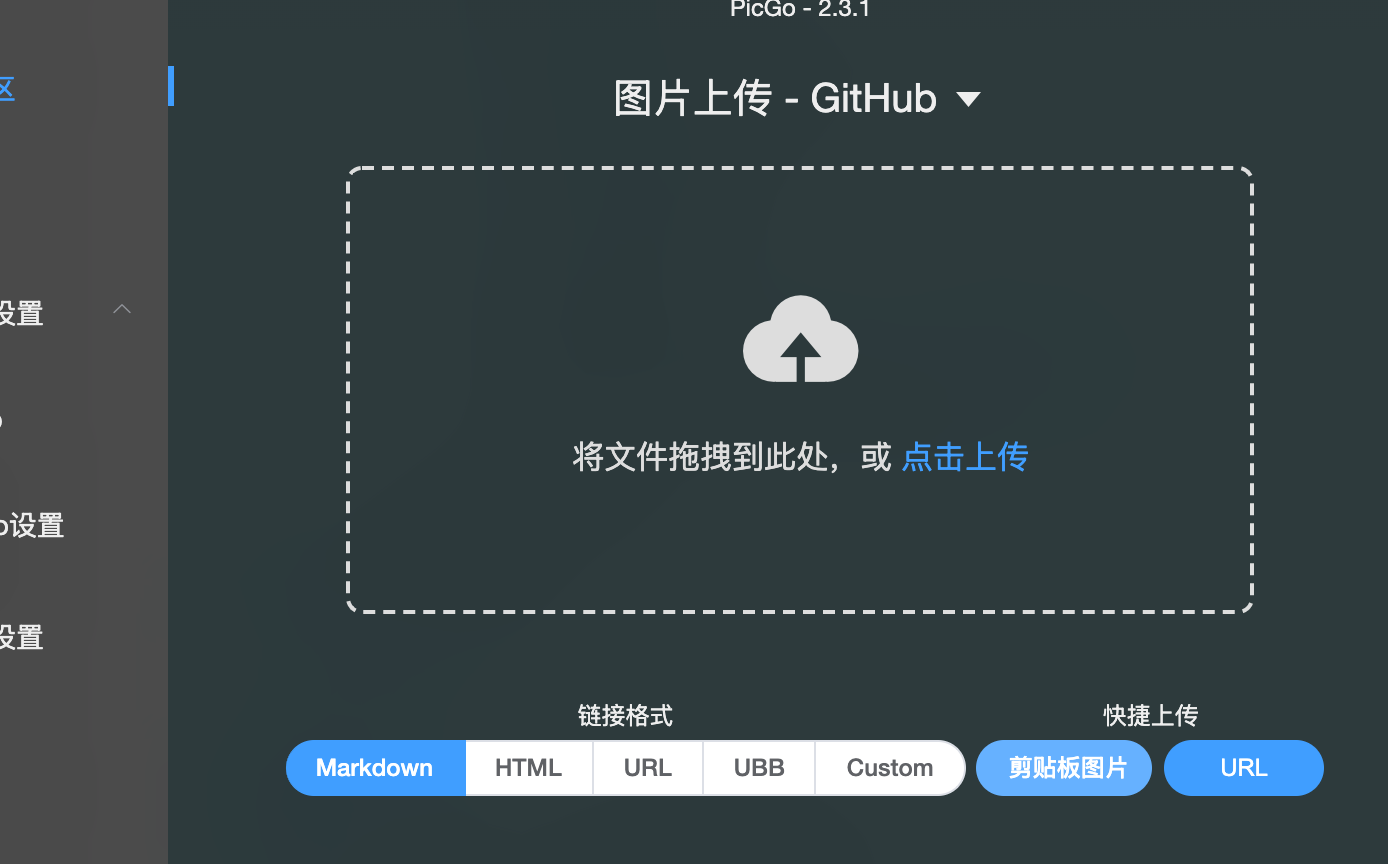 PicGo - 2.3.1
区
图片上传 - GitHub
设置
将文件拖拽到此处，或 点击上传
o设置
设置
链接格式
快捷上传
Markdown HTML URL UBB Custom 剪贴板图片 URL